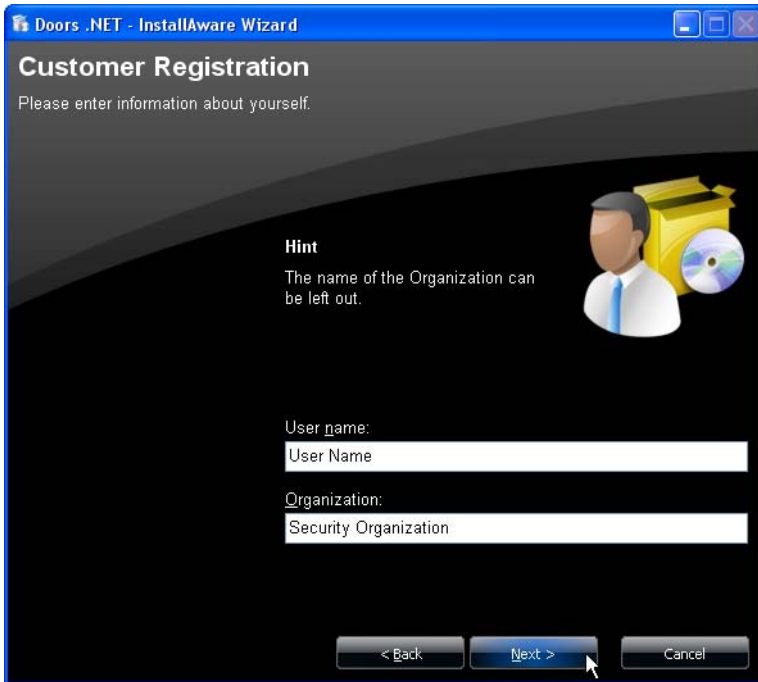 Doors .NET - InstallAware Wizard
Customer Registration
Please enter information about yourself.
Hint
The name of the Organization can
be left out.
User name:
User Name
Organization:
Security Organization
< Back Next > Cancel